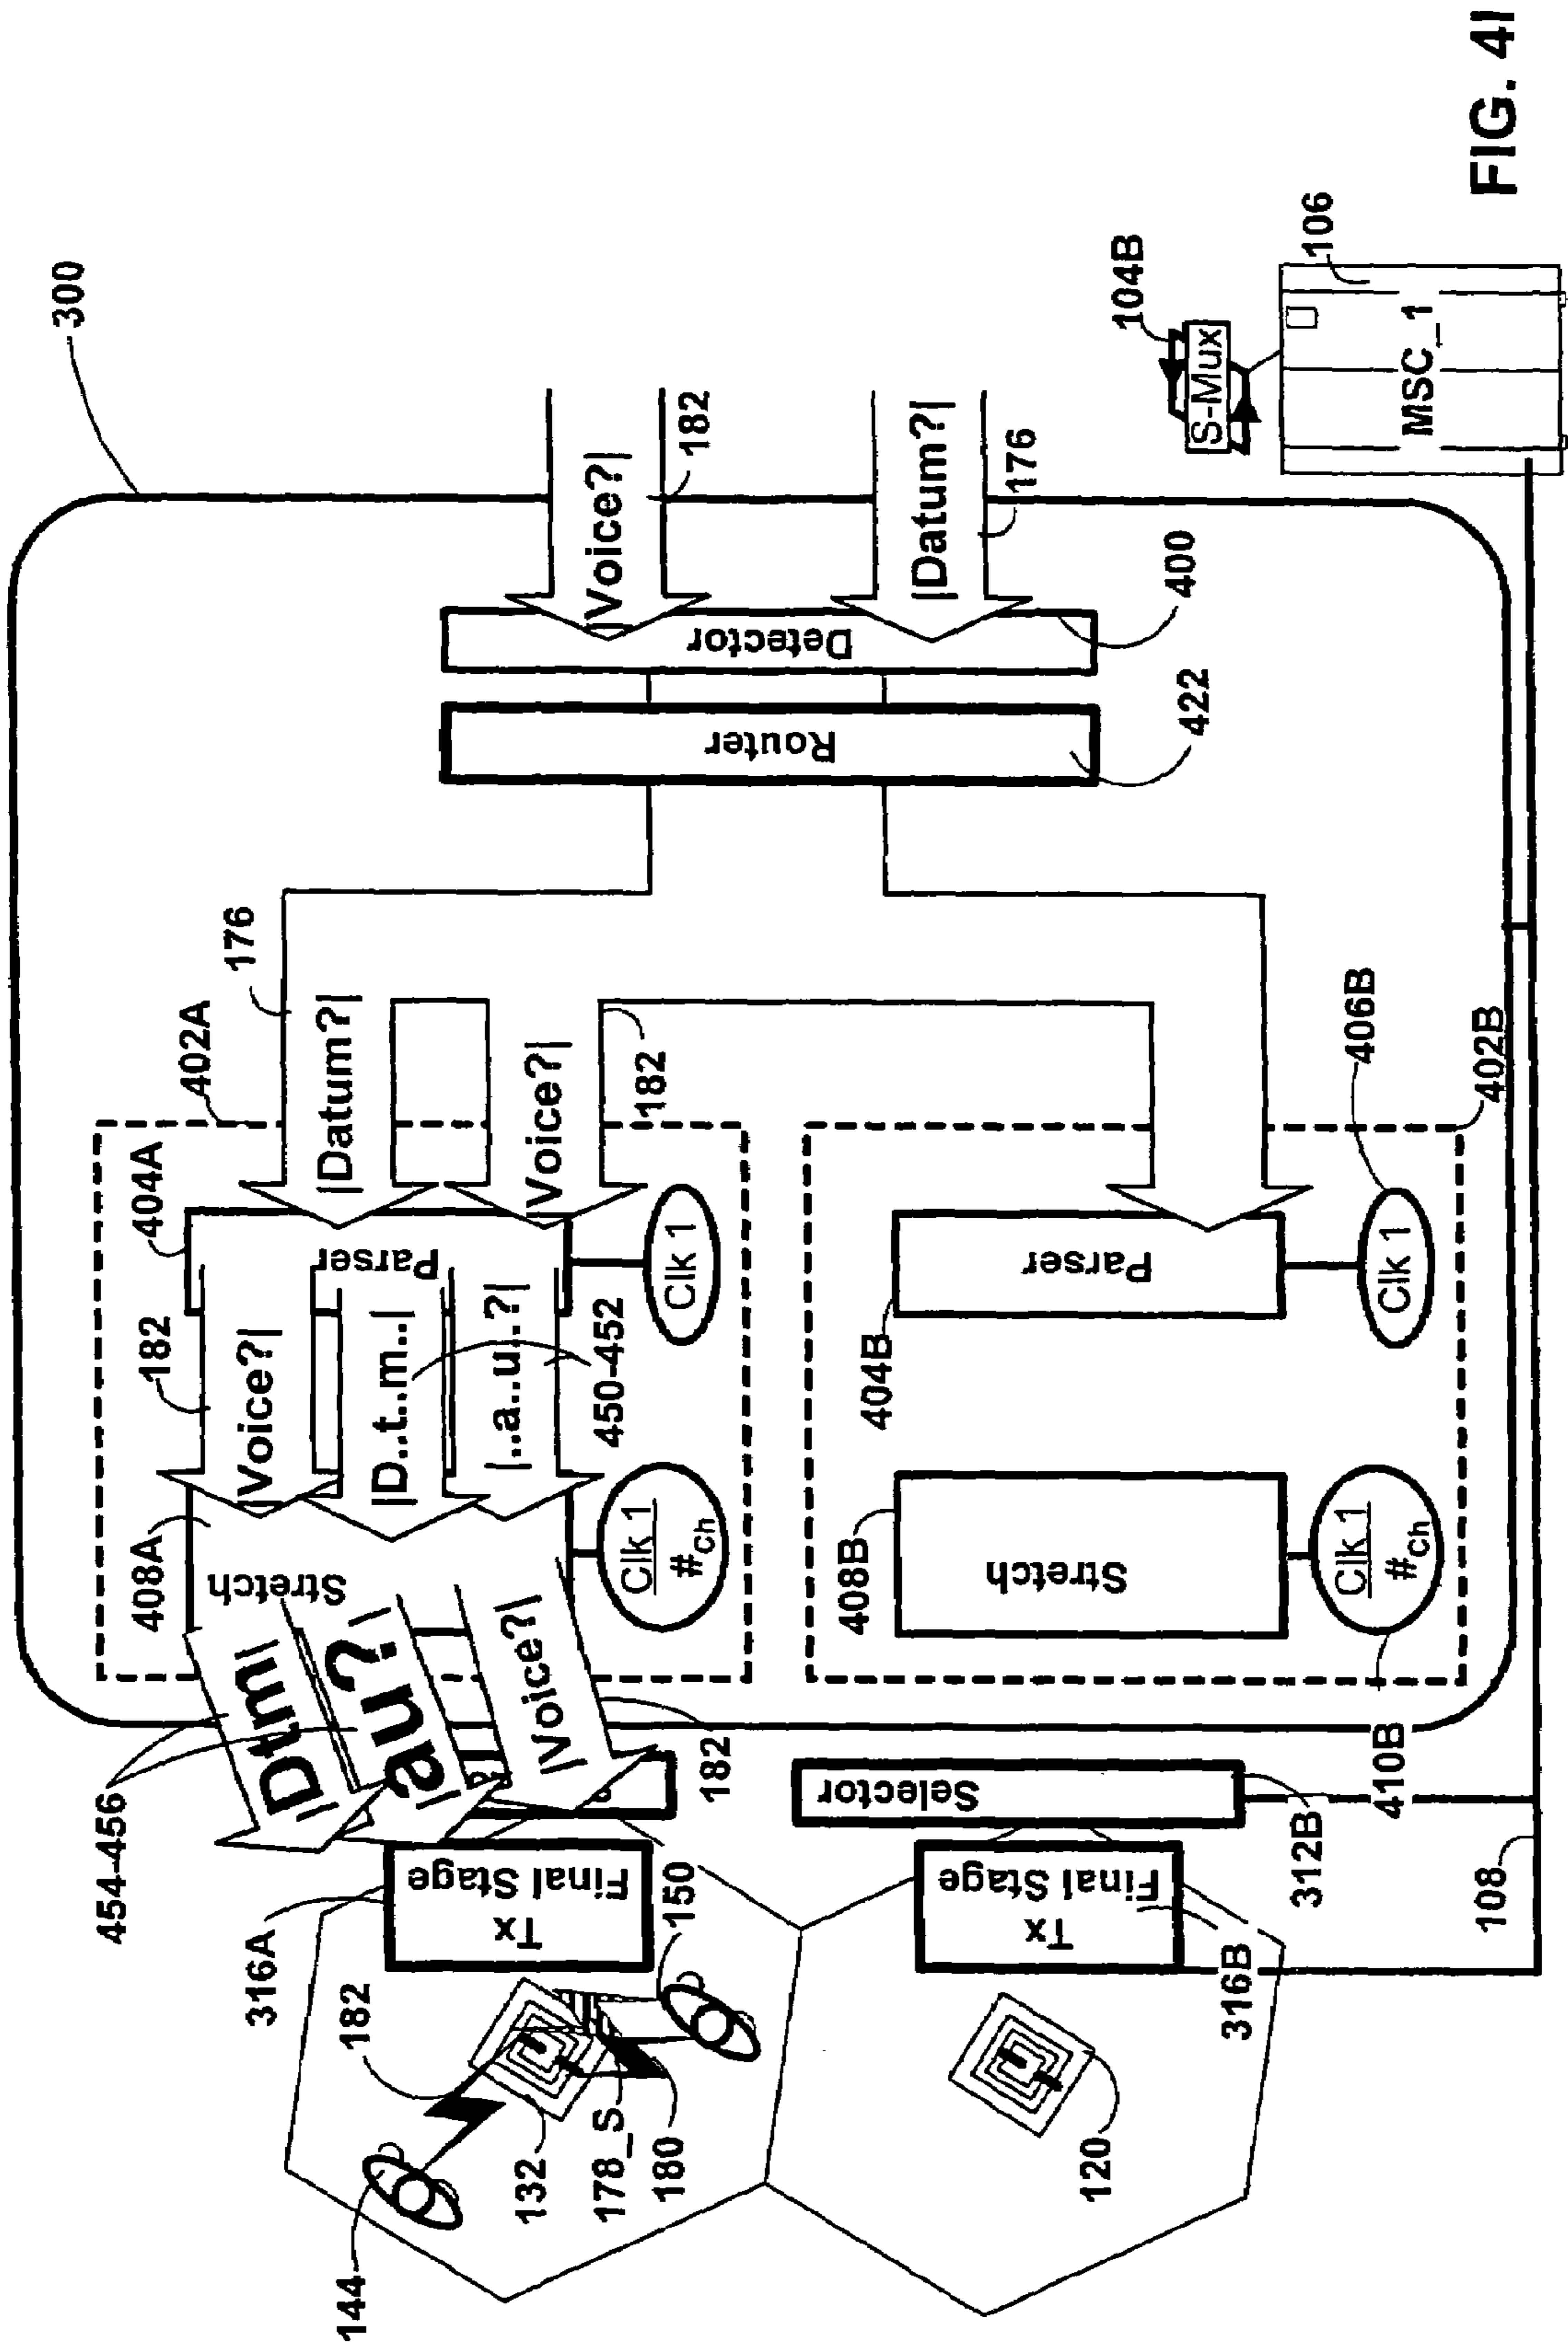 FIG. 4I
300
|Voice?|
182
|Datum?|
176
104B
S-Mux
106
MSC_1
Detector
400
Router
422
176
|Datum?|
402A
|Voice?|
182
406B
402B
404A
Parser
Clk 1
404B
Parser
Clk 1
182
|Voice?|
|D..t..m..|
|..a..u..?|
450-452
408A
Stretch
Clk 1
#Ch
408B
Stretch
Clk 1
#Ch
410B
454-456
|Dtm|
|au?|
|Voice?|
182
Selector
312B
108
316A
Final Stage
Tx
150
Final Stage
Tx
316B
182
132
178_S
180
144
120